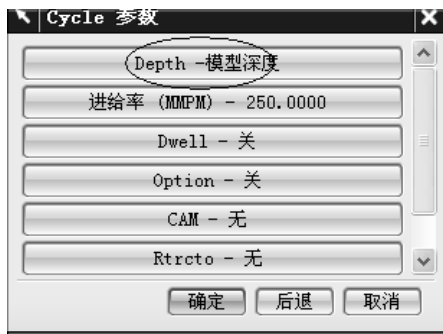 Cycle 参数
Depth -模型深度
进给率 (MMPM) - 250.0000
Dwell - 关
Option - 关
CAM - 无
Rtrcto - 无
确定 后退 取消